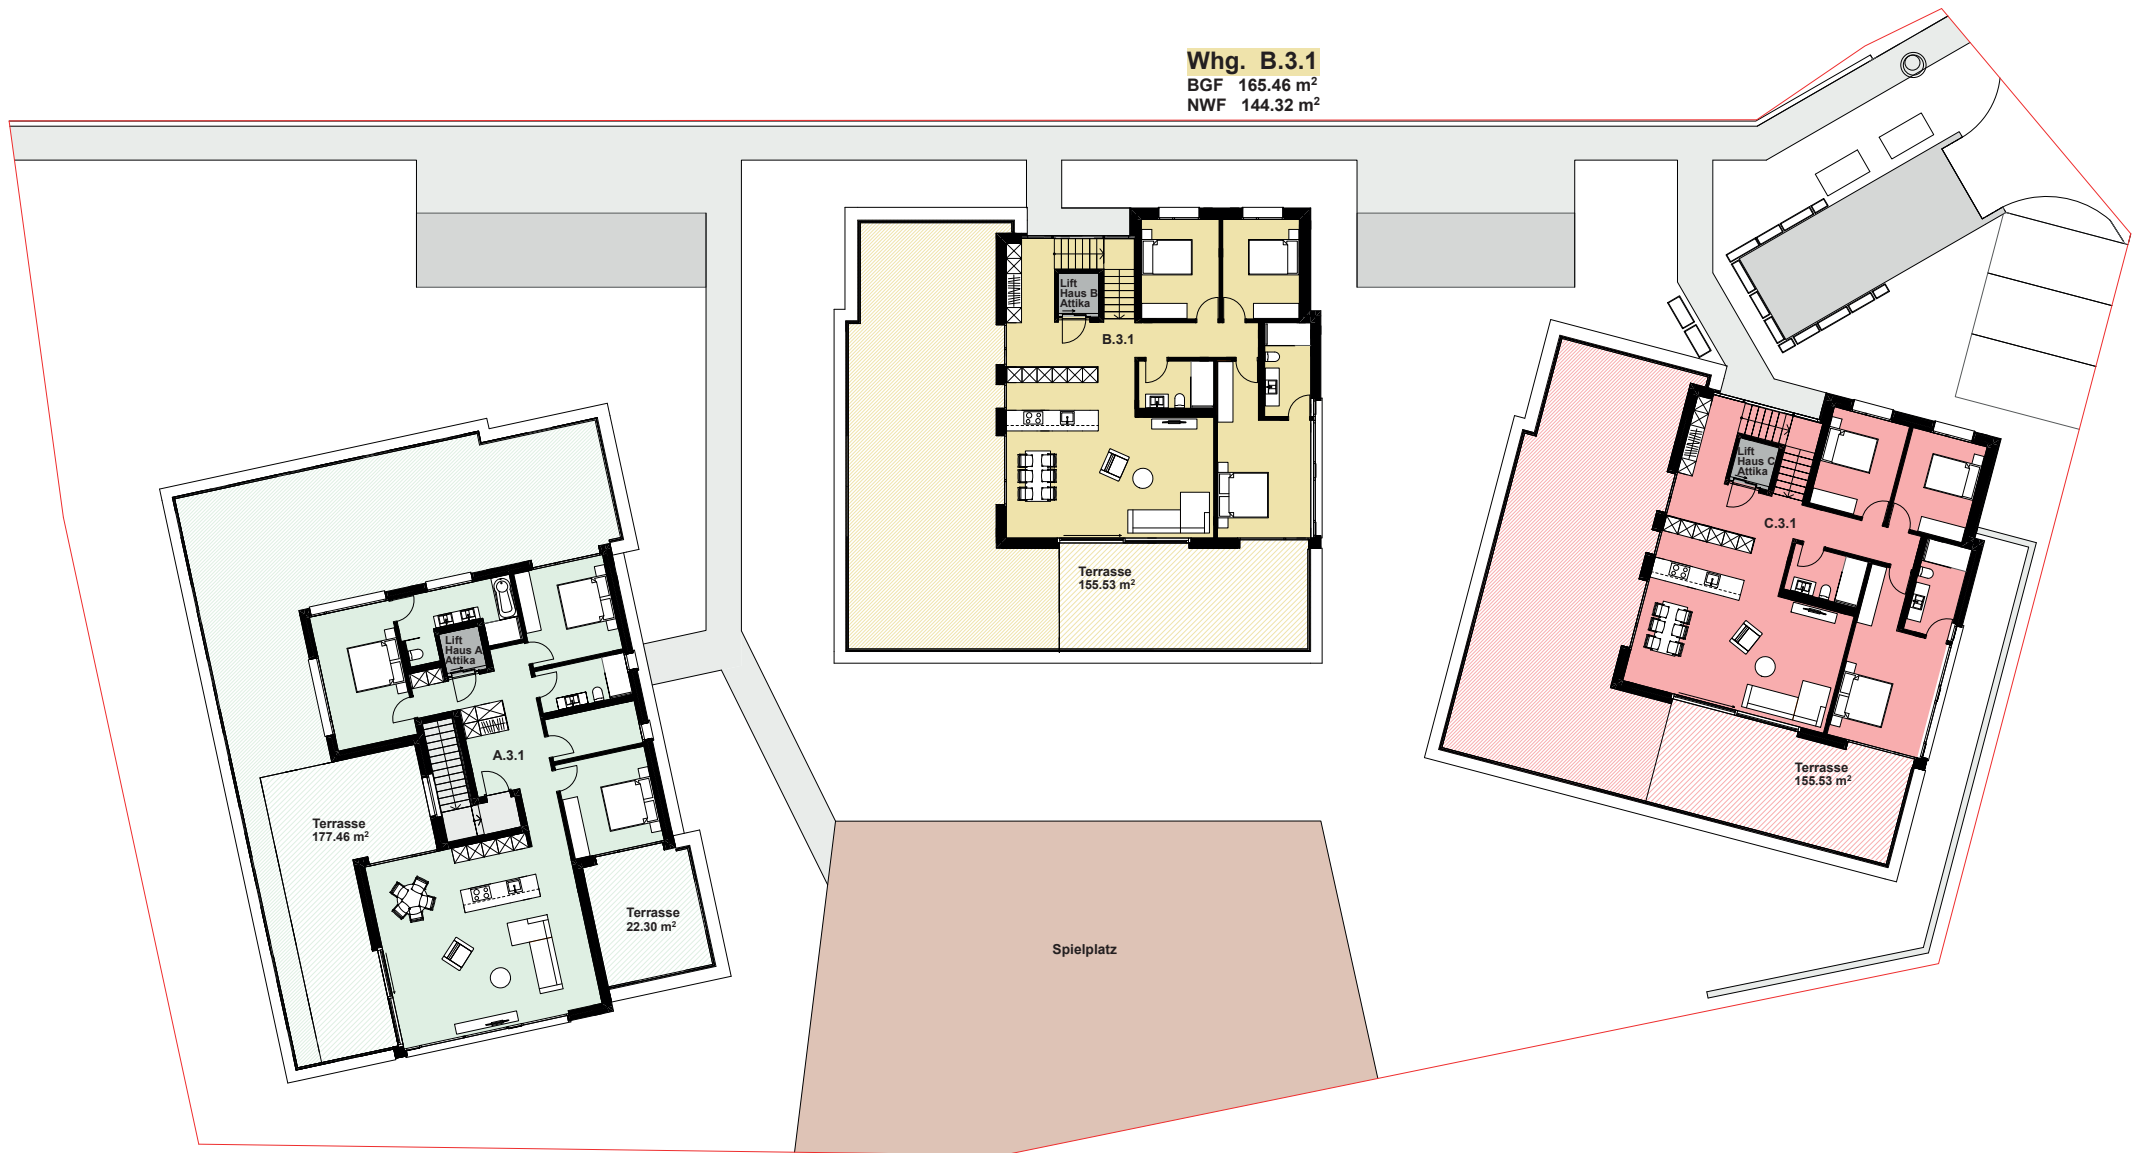 Whg. B.3.1
BGF 165.46 m²
NWF 144.32 m²
Lift
Haus B
Attika
B.3.1
Terrasse
155.53 m²
Lift
Haus C
Attika
C.3.1
Terrasse
155.53 m²
Lift
Haus A
Attika
A.3.1
Terrasse
177.46 m²
Terrasse
22.30 m²
Spielplatz